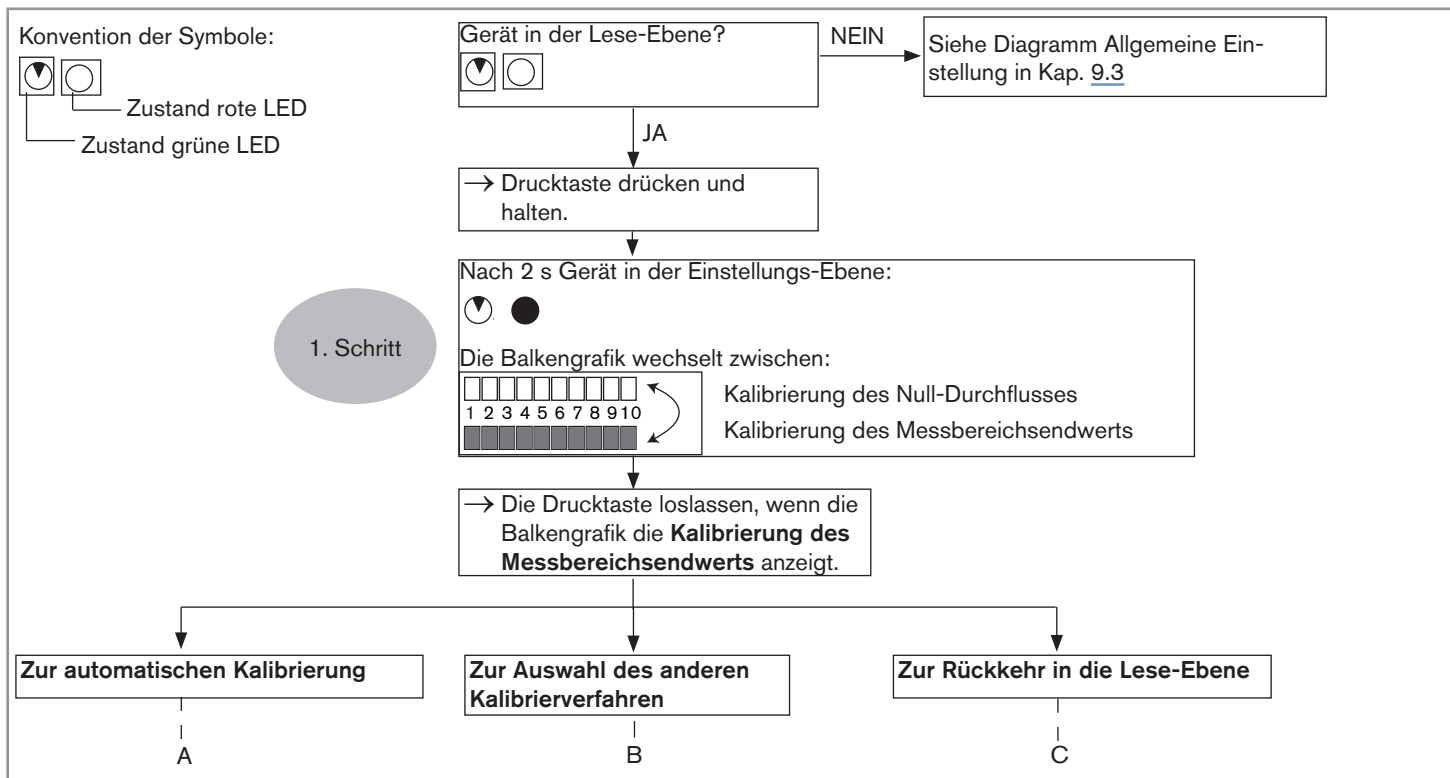 Konvention der Symbole:
Zustand rote LED
Zustand grüne LED
Gerät in der Lese-Ebene?
NEIN
Siehe Diagramm Allgemeine Ein-
stellung in Kap. 9.3
JA
→ Drucktaste drücken und
halten.
1. Schritt
Nach 2 s Gerät in der Einstellungs-Ebene:
Die Balkengrafik wechselt zwischen:
Kalibrierung des Null-Durchflusses
1 2 3 4 5 6 7 8 9 10
Kalibrierung des Messbereichsendwerts
→ Die Drucktaste loslassen, wenn die
Balkengrafik die Kalibrierung des
Messbereichsendwerts anzeigt.
Zur automatischen Kalibrierung
A
Zur Auswahl des anderen
Kalibrierverfahren
B
Zur Rückkehr in die Lese-Ebene
C